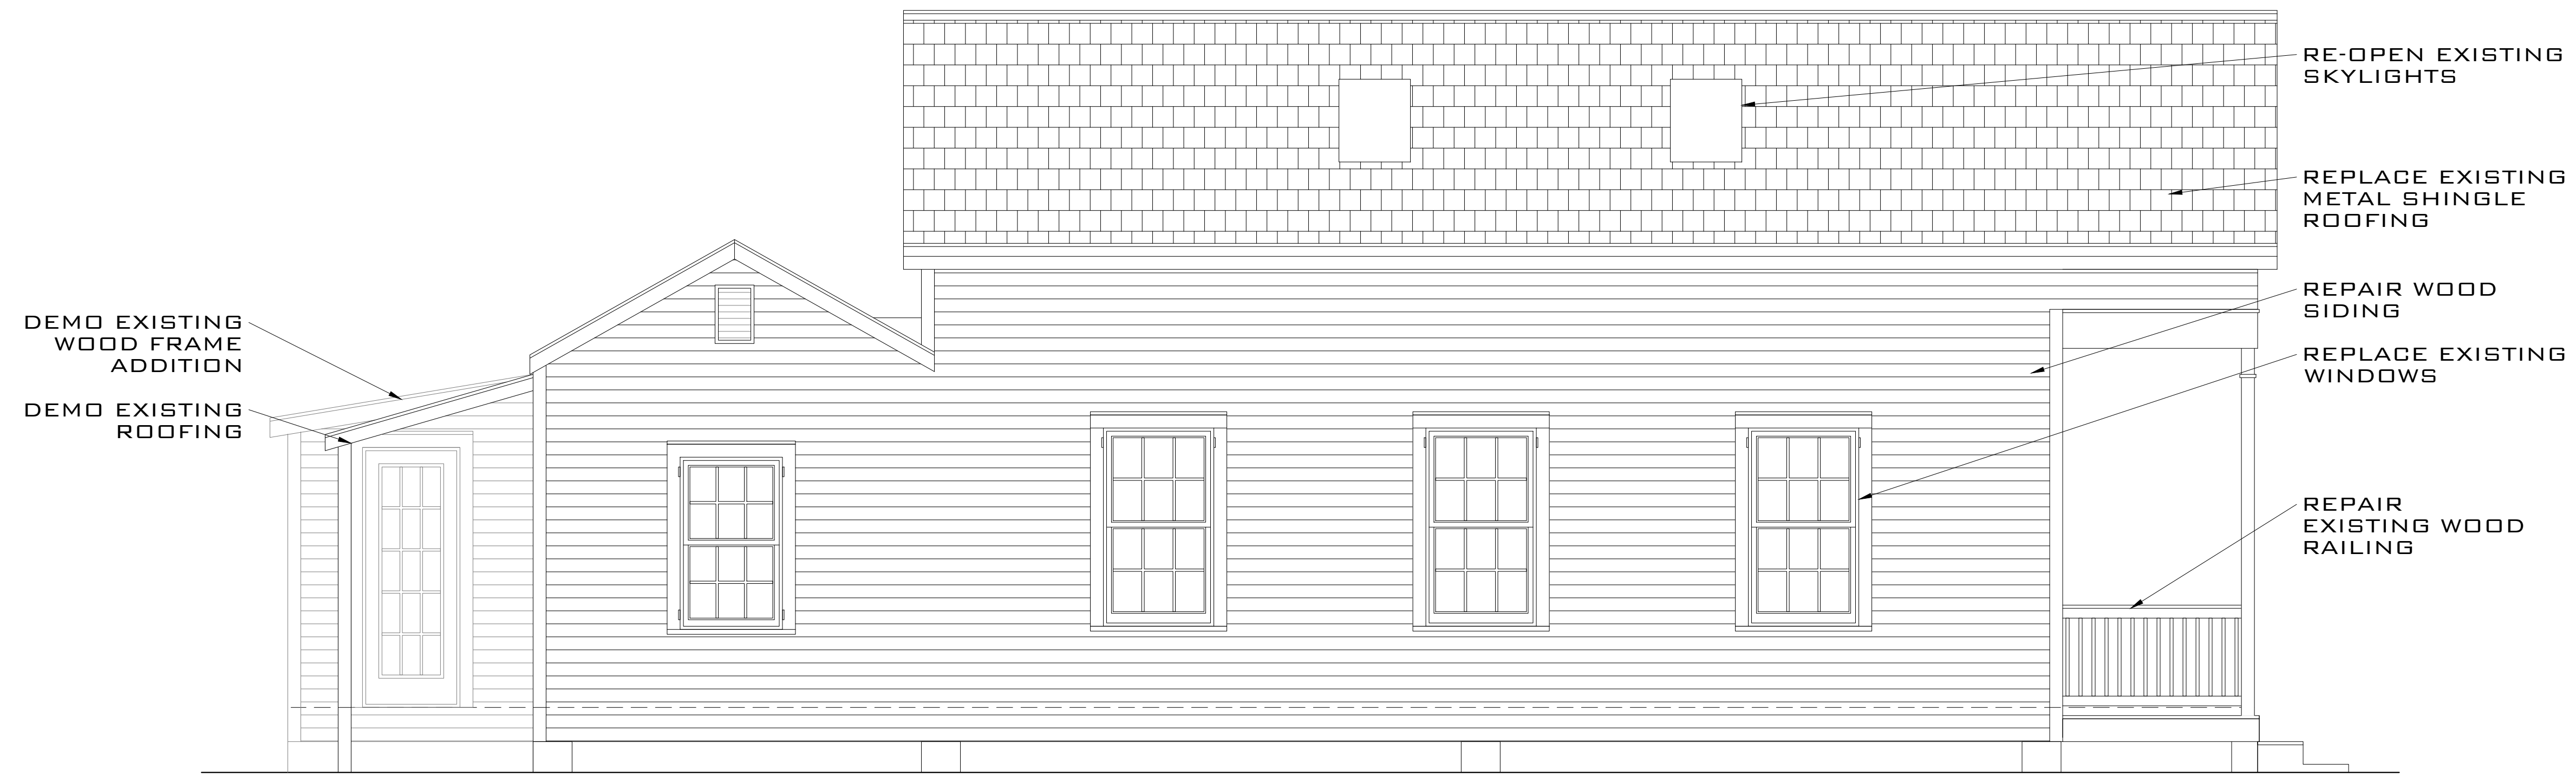 RE-OPEN EXISTING
SKYLIGHTS
REPLACE EXISTING
METAL SHINGLE
ROOFING
REPAIR WOOD
SIDING
REPLACE EXISTING
WINDOWS
REPAIR
EXISTING WOOD
RAILING
DEMO EXISTING
WOOD FRAME
ADDITION
DEMO EXISTING
ROOFING